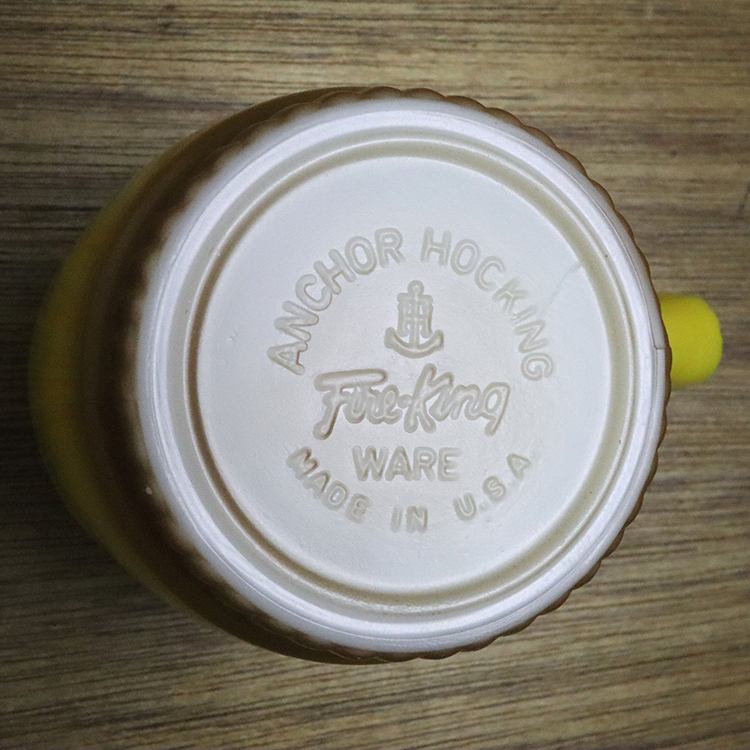 ANCHOR HOCKING
Fire-King
WARE
MADE IN U.S.A